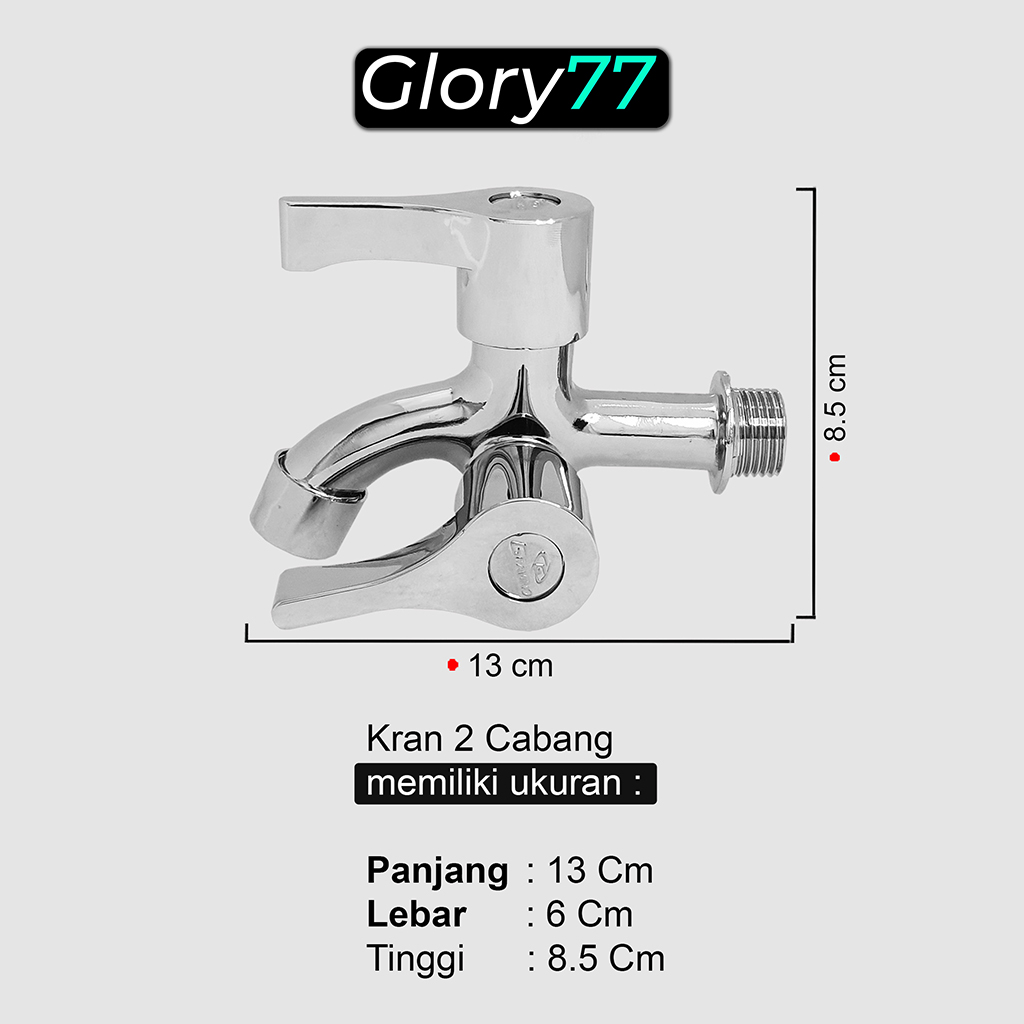 Glory77
8.5 cm
13 cm
Kran 2 Cabang
memiliki ukuran :
Panjang : 13 Cm
Lebar : 6 Cm
Tinggi : 8.5 Cm